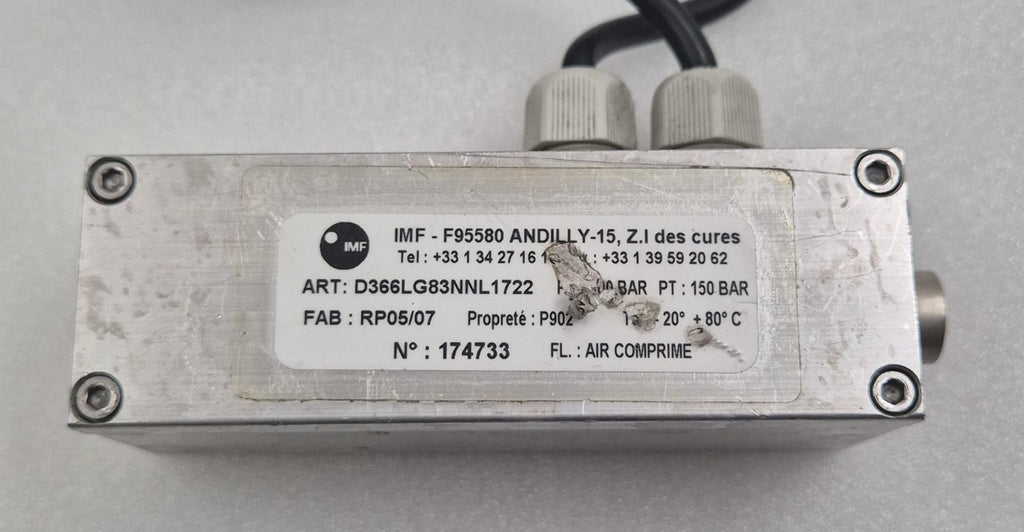 IMF
IMF - F95580 ANDILLY-15, Z.I des cures
Tel : +33 1 34 27 16 : +33 1 39 59 20 62
ART: D366LG83NNL1722 BAR PT : 150 BAR
FAB : RP05/07 Propreté : P902 20° + 80° C
N° : 174733 FL. : AIR COMPRIME